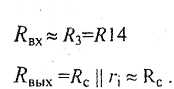 Rвх ≈ R3=R14
Rвых =Rc || ri ≈ Rc .